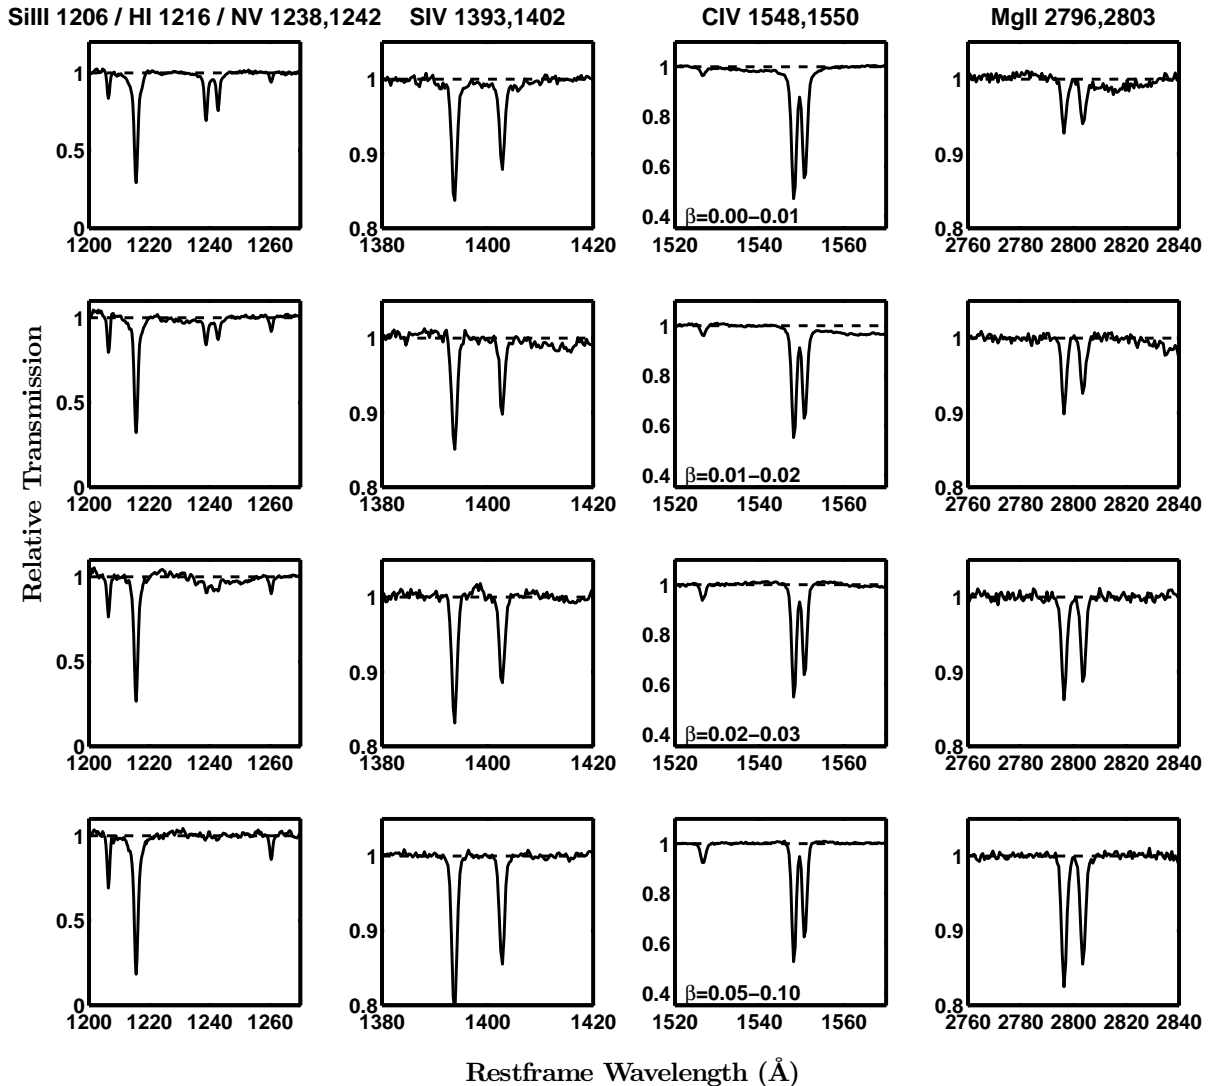 SiIII 1206 / HI 1216 / NV 1238,1242 SIV 1393,1402 CIV 1548,1550 MgII 2796,2803
1 1 1 1
0.5 0.9 0.8 0.9
0.6
0 0.8 0.4 β=0.00−0.01 0.8
1200 1220 1240 1260 1380 1400 1420 1520 1540 1560 2760 2780 2800 2820 2840
1 1 1 1
0.5 0.9 0.8 0.9
0.6
0 0.8 0.4 β=0.01−0.02 0.8
1200 1220 1240 1260 1380 1400 1420 1520 1540 1560 2760 2780 2800 2820 2840
1 1 1 1
0.5 0.9 0.8 0.9
0.6
0 0.8 0.4 β=0.02−0.03 0.8
1200 1220 1240 1260 1380 1400 1420 1520 1540 1560 2760 2780 2800 2820 2840
1 1 1 1
0.5 0.9 0.8 0.9
0.6
0 0.8 0.4 β=0.05−0.10 0.8
1200 1220 1240 1260 1380 1400 1420 1520 1540 1560 2760 2780 2800 2820 2840
Relative Transmission
Restframe Wavelength (Å)